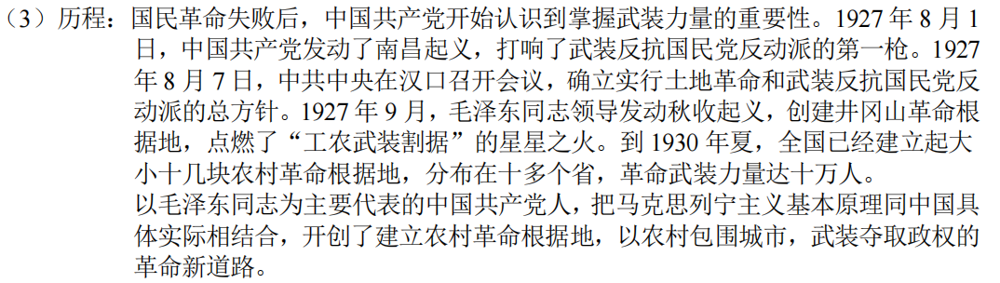 （3）历程：国民革命失败后，中国共产党开始认识到掌握武装力量的重要性。1927 年 8 月 1
日，中国共产党发动了南昌起义，打响了武装反抗国民党反动派的第一枪。1927
年 8 月 7 日，中共中央在汉口召开会议，确立实行土地革命和武装反抗国民党反
动派的总方针。1927 年 9 月，毛泽东同志领导发动秋收起义，创建井冈山革命根
据地，点燃了“工农武装割据”的星星之火。到 1930 年夏，全国已经建立起大
小十几块农村革命根据地，分布在十多个省，革命武装力量达十万人。
以毛泽东同志为主要代表的中国共产党人，把马克思列宁主义基本原理同中国具
体实际相结合，开创了建立农村革命根据地，以农村包围城市，武装夺取政权的
革命新道路。